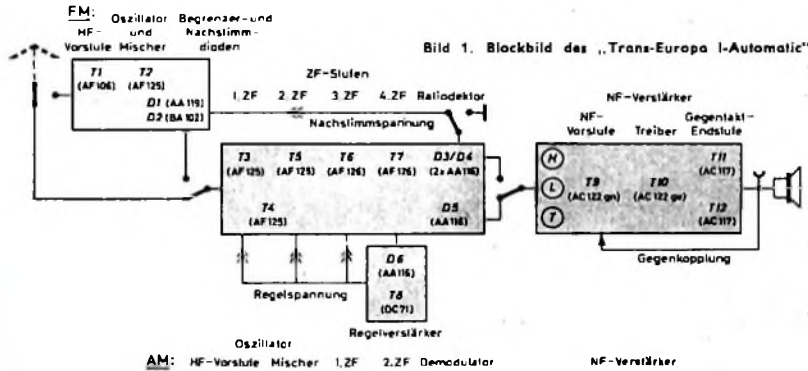 FM:
Oszillator Begrenzer- und
HF- und Nachstimm-
Vorstufe Mischer dioden
Bild 1. Blockbild des „Trans-Europa I-Automatic"
T1 T2
(AF106) (AF125)
D1 (AA119)
D2 (BA102)
ZF-Stufen
1. ZF 2. ZF 3. ZF 4. ZF Ratiodektor
Nachstimmspannung
NF-Verstärker
NF- Gegentakt-
Vorstufe Treiber Endstufe
T3 T5 T6 T7 D3/D4
(AF125) (AF125) (AF126) (AF126) (2x AA116)
T4 D5
(AF125) (AA116)
H
L
T
T9 T10 T11
(AC122 gn) (AC122 ge) (AC117)
T12
(AC117)
Gegenkopplung
Regelspannung
D6
(AA116)
T8
(OC71)
Regelverstärker
Oszillator
AM: HF-Vorstufe Mischer 1. ZF 2. ZF Demodulator NF-Verstärker